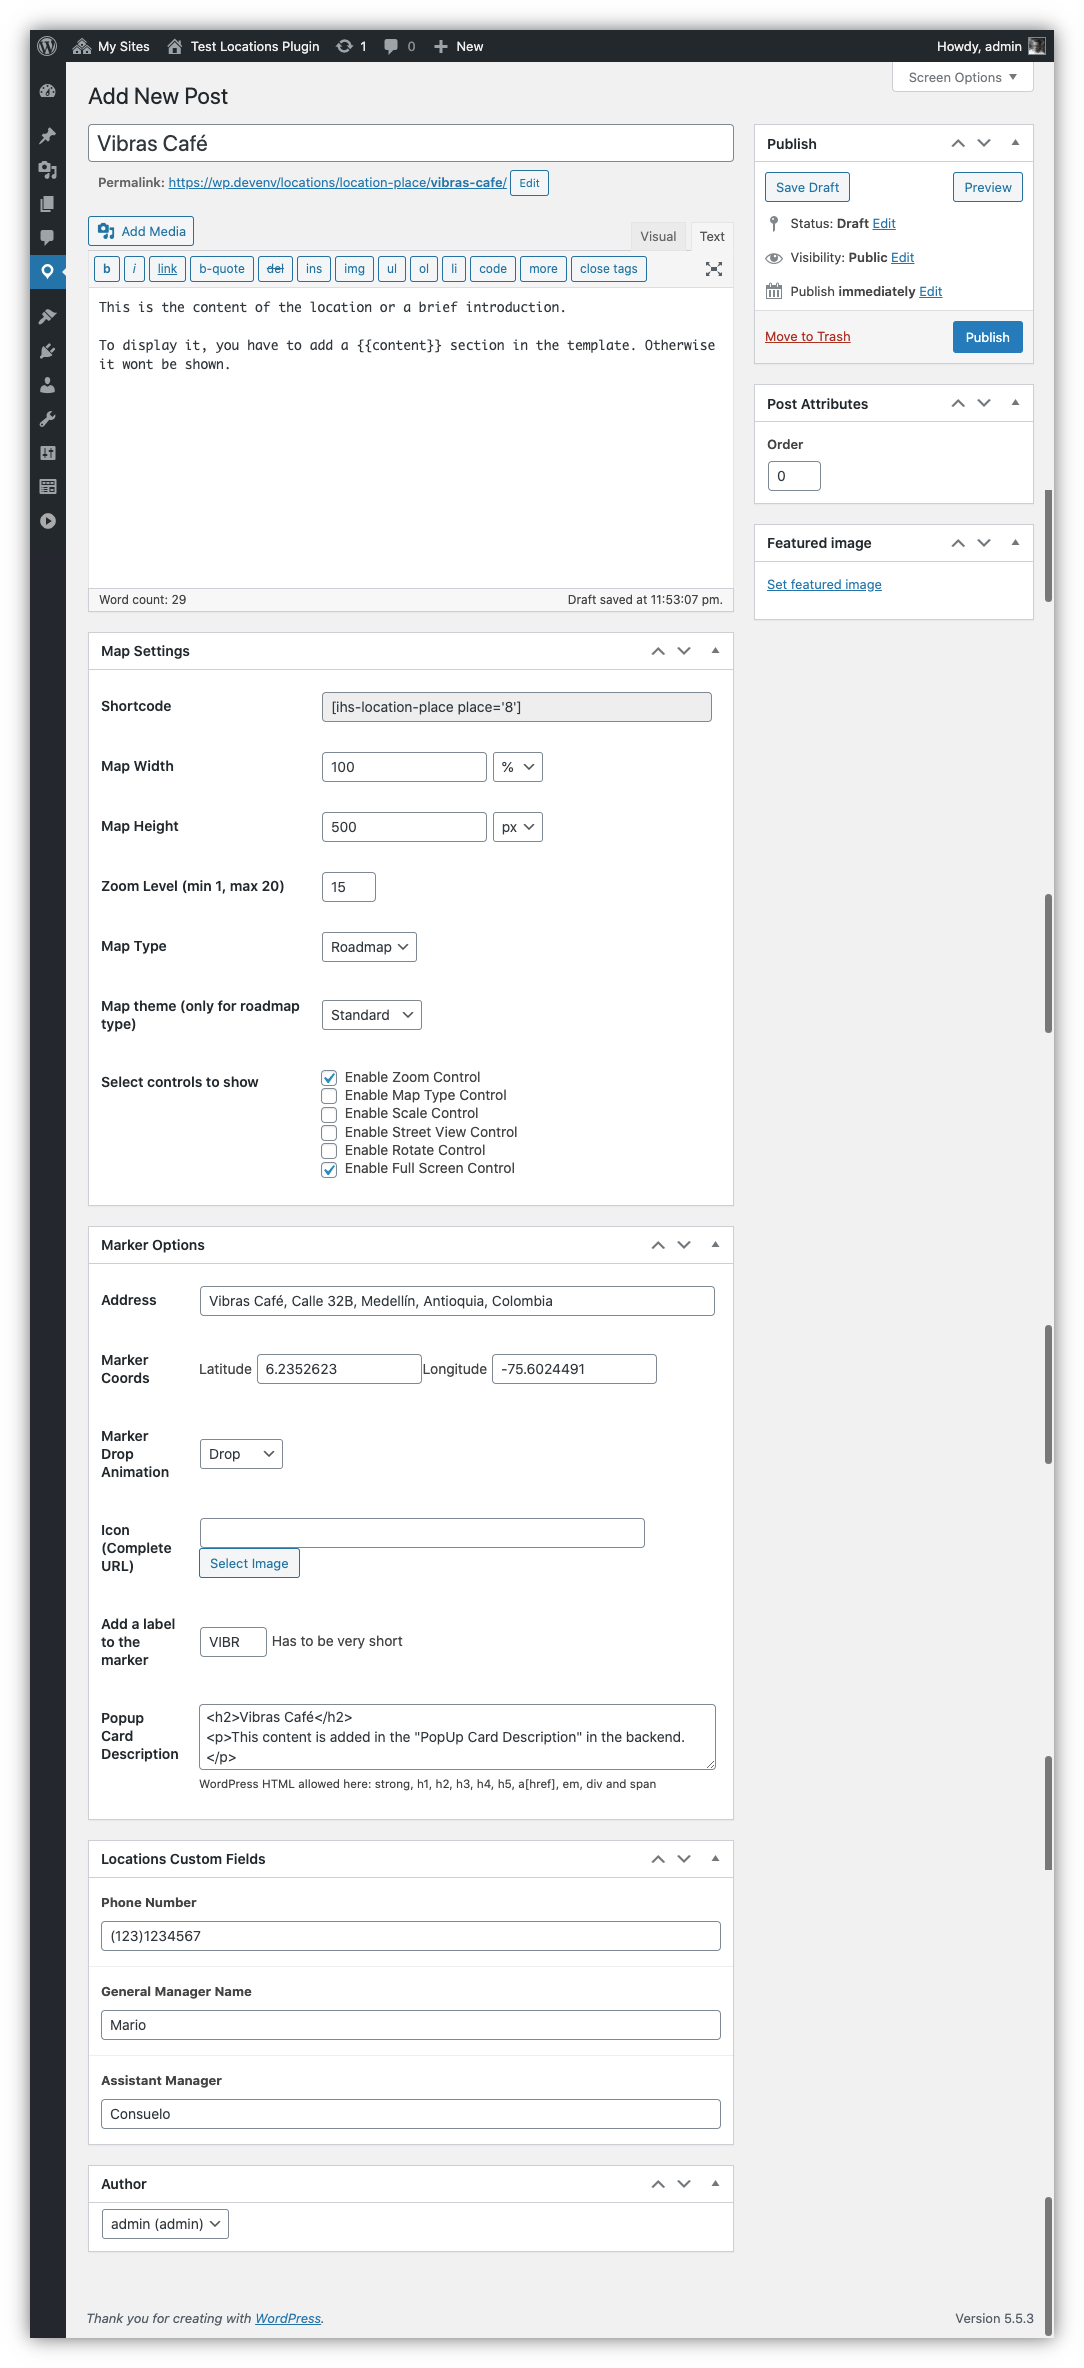 My Sites Test Locations Plugin 1 0 New Howdy, admin
Screen Options
Add New Post
Vibras Café
Permalink: https://wp.devenv/locations/location-place/vibras-cafe/ Edit
Add Media
Visual Text
b i link b-quote del ins img ul ol li code more close tags
This is the content of the location or a brief introduction.
To display it, you have to add a {{content}} section in the template. Otherwise
it wont be shown.
Word count: 29 Draft saved at 11:53:07 pm.
Publish
Save Draft Preview
Status: Draft Edit
Visibility: Public Edit
Publish immediately Edit
Move to Trash Publish
Post Attributes
Order
0
Featured image
Set featured image
Map Settings
Shortcode [ihs-location-place place='8']
Map Width 100 %
Map Height 500 px
Zoom Level (min 1, max 20) 15
Map Type Roadmap
Map theme (only for roadmap
type) Standard
Select controls to show
Enable Zoom Control
Enable Map Type Control
Enable Scale Control
Enable Street View Control
Enable Rotate Control
Enable Full Screen Control
Marker Options
Address Vibras Café, Calle 32B, Medellín, Antioquia, Colombia
Marker
Coords
Latitude 6.2352623 Longitude -75.6024491
Marker
Drop
Animation
Drop
Icon
(Complete
URL)
Select Image
Add a label
to the
marker
VIBR Has to be very short
Popup
Card
Description
<h2>Vibras Café</h2>
<p>This content is added in the "PopUp Card Description" in the backend.
</p>
WordPress HTML allowed here: strong, h1, h2, h3, h4, h5, a[href], em, div and span
Locations Custom Fields
Phone Number
(123)1234567
General Manager Name
Mario
Assistant Manager
Consuelo
Author
admin (admin)
Thank you for creating with WordPress. Version 5.5.3